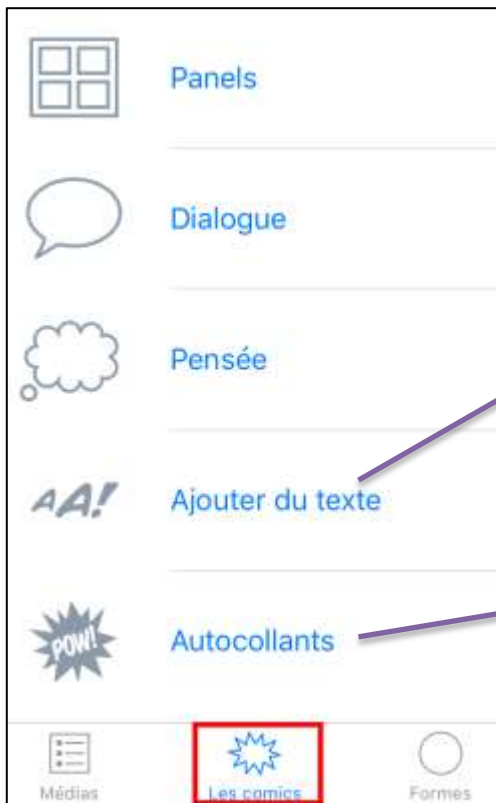 Panels
Dialogue
Pensée
AA!
Ajouter du texte
POW!
Autocollants
Médias
Les comics
Formes